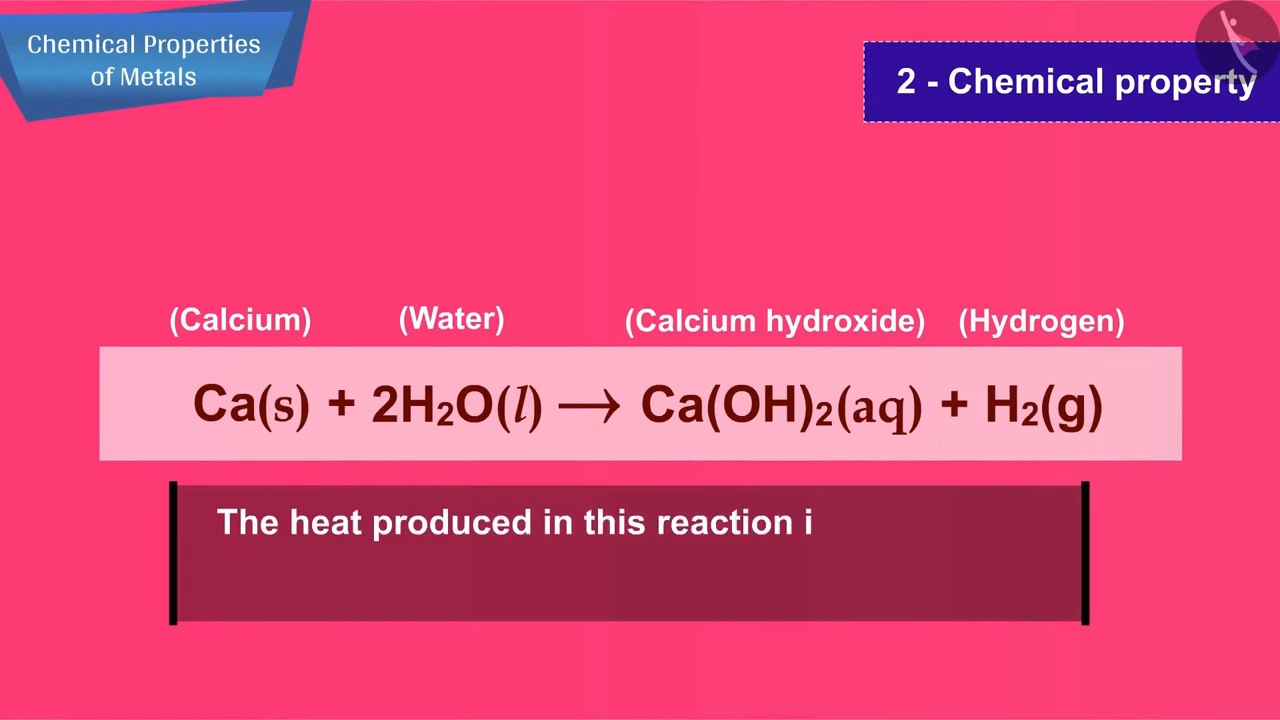 Chemical Properties
of Metals
2 - Chemical property
(Calcium) (Water) (Calcium hydroxide) (Hydrogen)
Ca(s) + 2H₂O(l) → Ca(OH)₂(aq) + H₂(g)
The heat produced in this reaction i